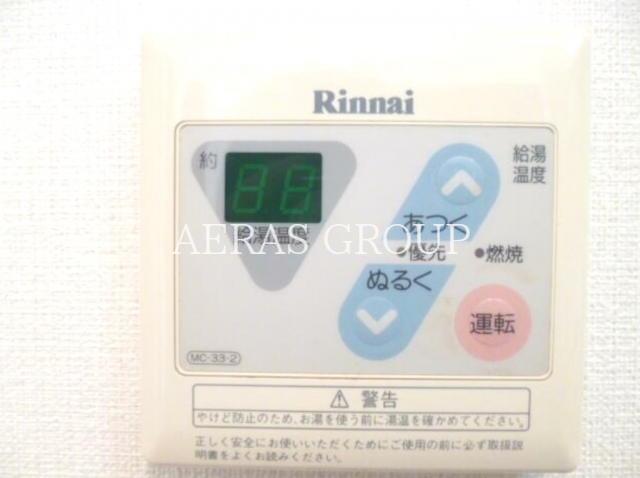 Rinnai
約
88
給湯温度
給湯
温度
あつく
AERAS GROUP
●優先
●燃焼
ぬるく
運転
MC-33-2
⚠ 警告
やけど防止のため、お湯を使う前に湯温を確かめてください。
正しく安全にお使いいただくためにご使用の前に必ず取扱説
明書をよくお読みください。